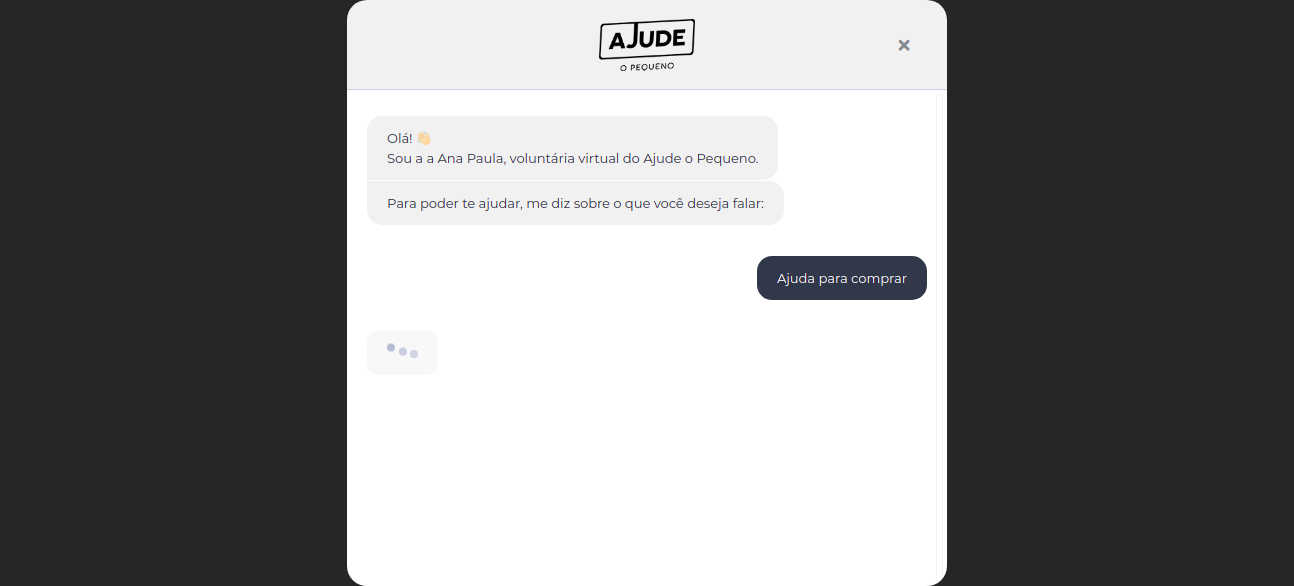 AJUDE
O PEQUENO
Olá! 👋🏻
Sou a a Ana Paula, voluntária virtual do Ajude o Pequeno.
Para poder te ajudar, me diz sobre o que você deseja falar:
Ajuda para comprar